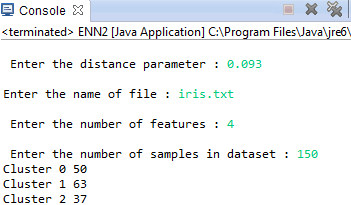 Console
<terminated> ENN2 [Java Application] C:\Program Files\Java\jre6\
Enter the distance parameter : 0.093
Enter the name of file : iris.txt
Enter the number of features : 4
Enter the number of samples in dataset : 150
Cluster 0 50
Cluster 1 63
Cluster 2 37